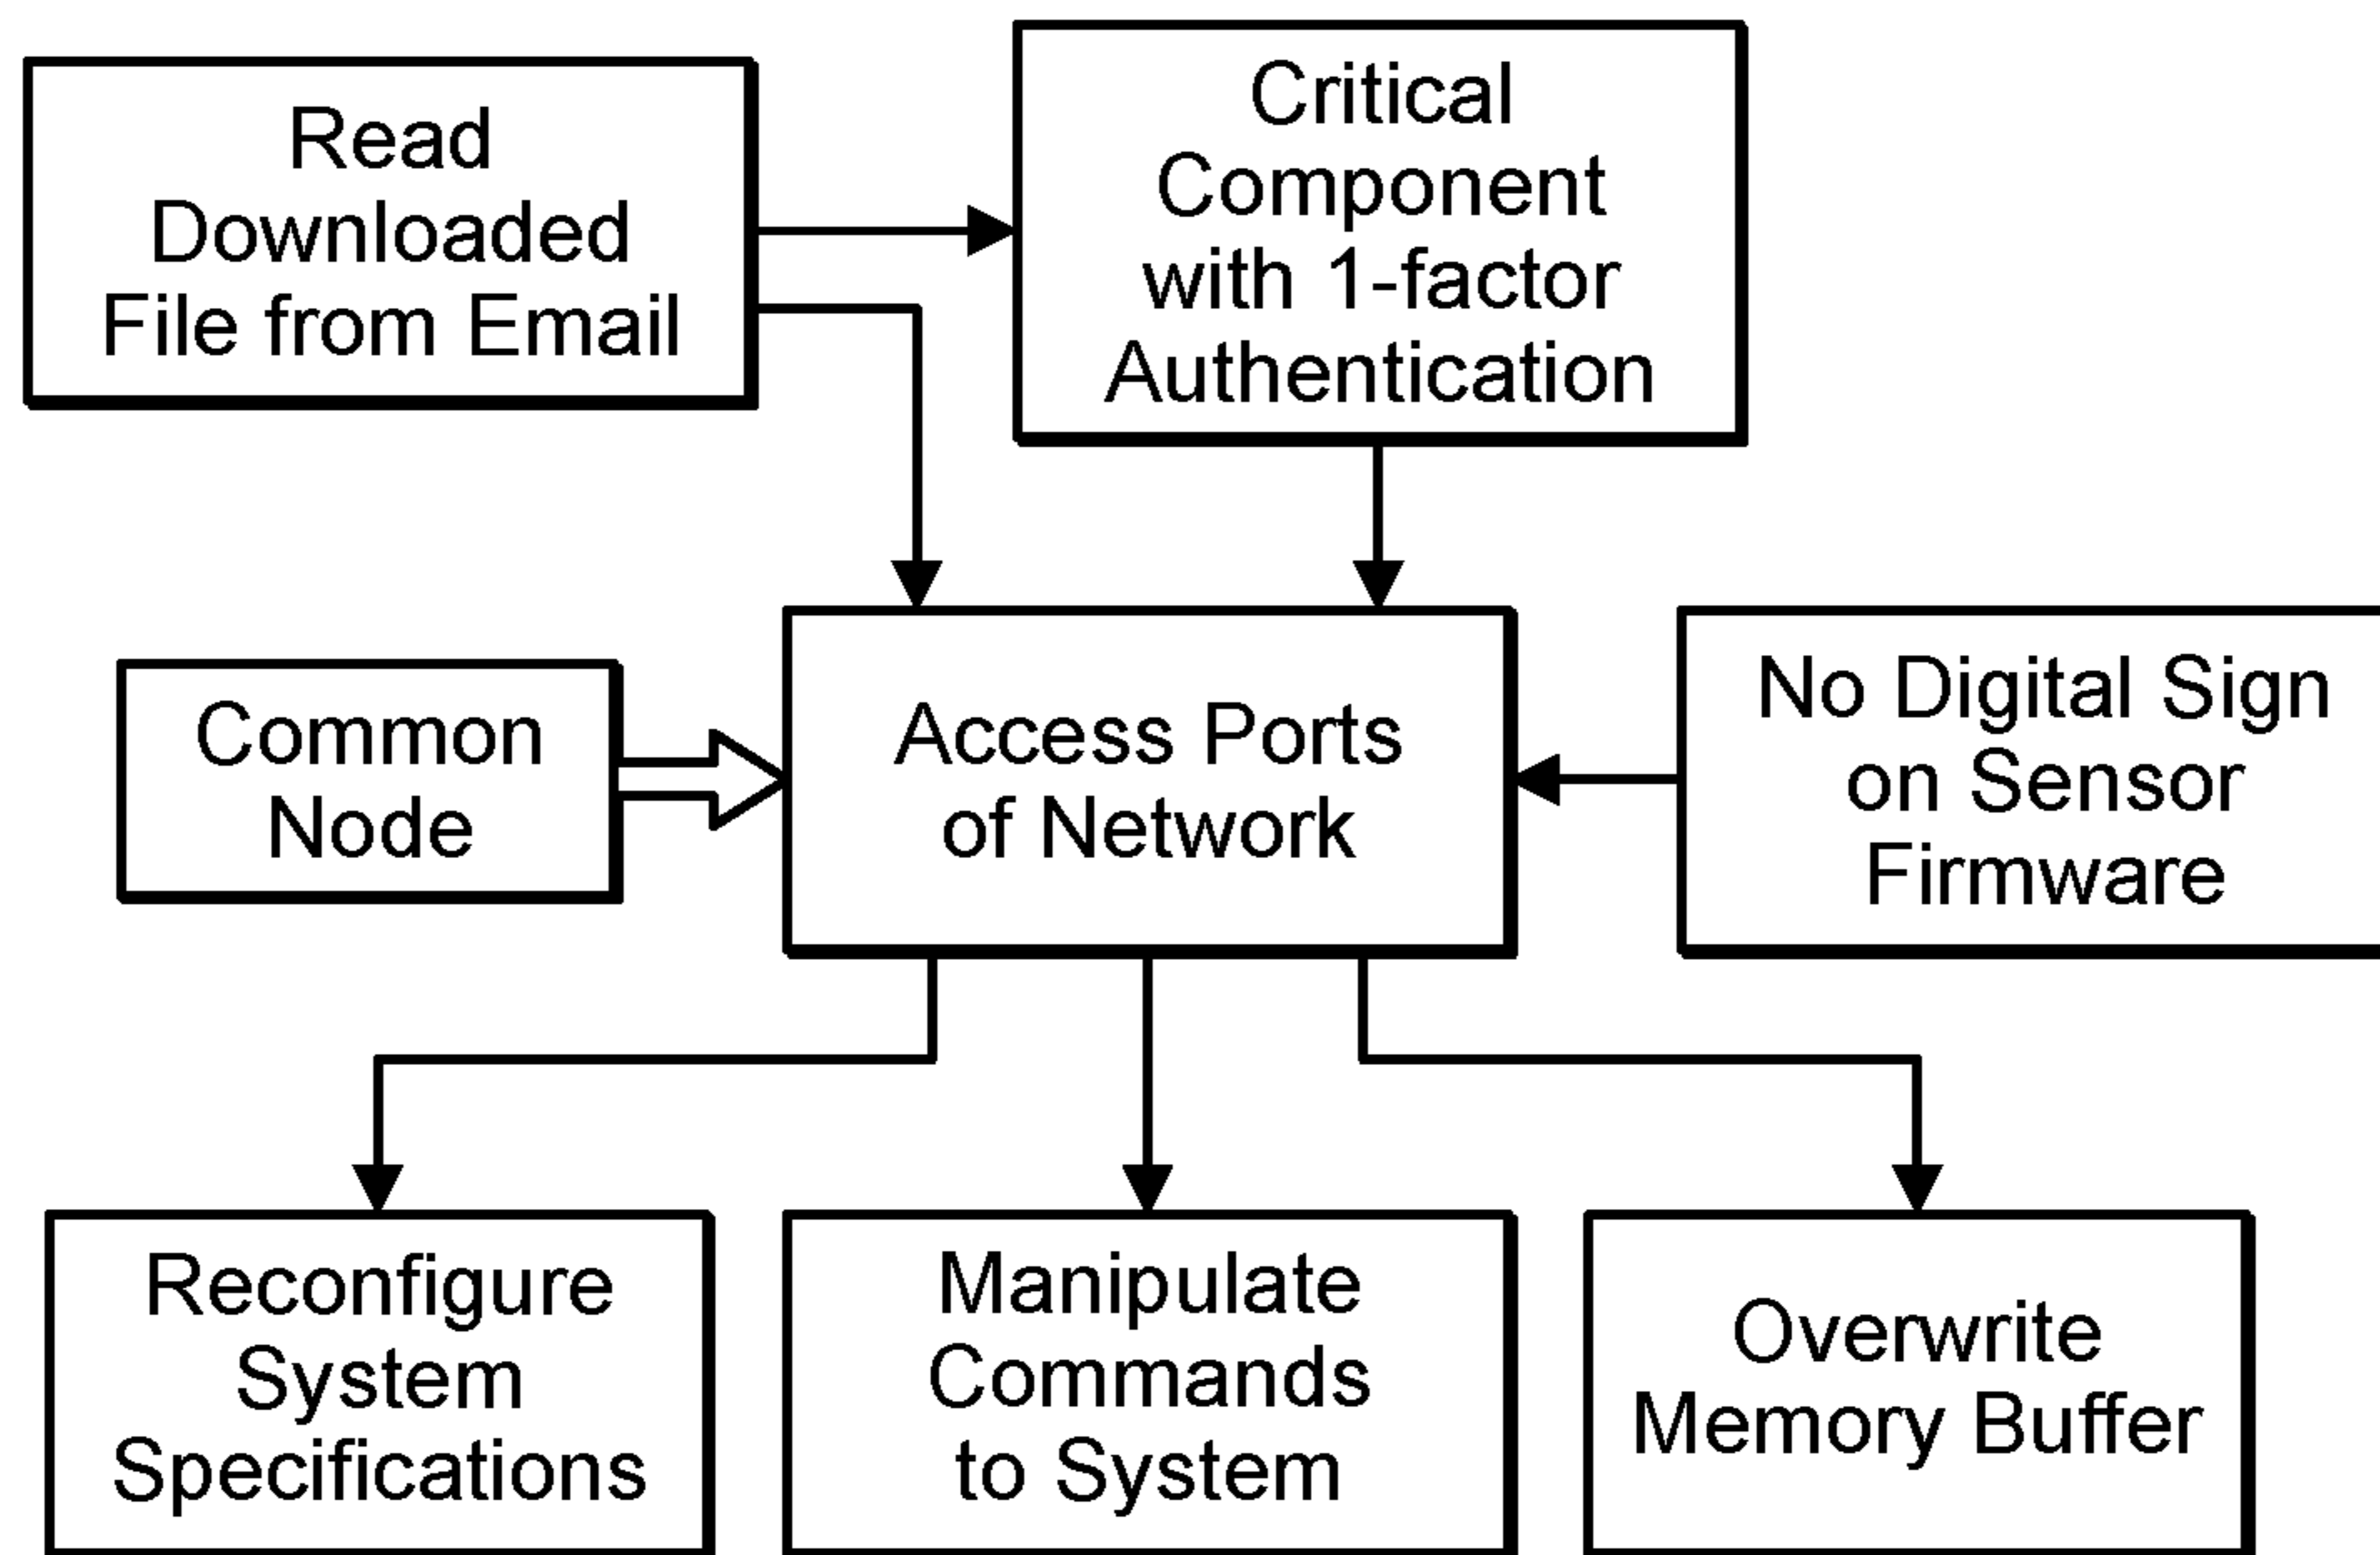 Read
Downloaded
File from Email
Critical
Component
with 1-factor
Authentication
Common
Node
Access Ports
of Network
No Digital Sign
on Sensor
Firmware
Reconfigure
System
Specifications
Manipulate
Commands
to System
Overwrite
Memory Buffer